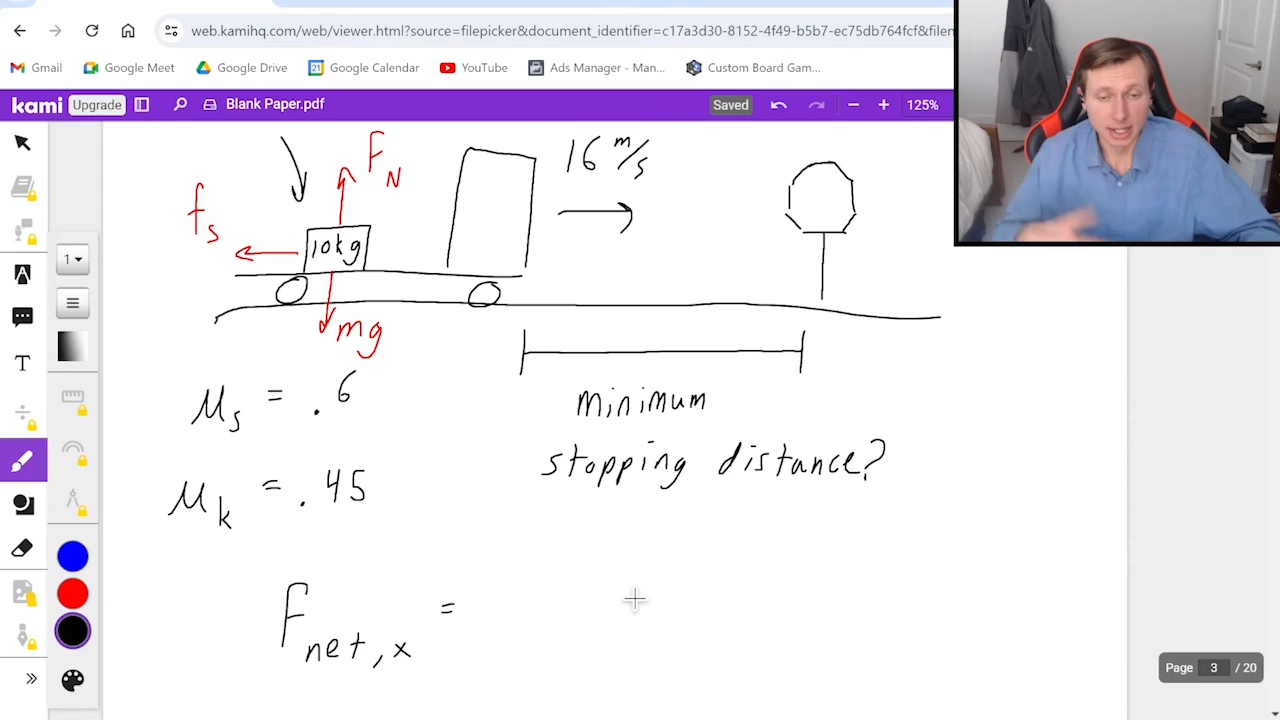 web.kamihq.com/web/viewer.html?source=filepicker&document_identifier=c17a3d30-8152-4f49-b5b7-ec75db764fcf&filen
Gmail Google Meet Google Drive 31 Google Calendar YouTube Ads Manager - Man... Custom Board Gam...
kami Upgrade Blank Paper.pdf Saved 125%
F_N 16 m/s
f_s
10kg
mg
1
A
T
μ_s = .6
minimum
stopping distance?
μ_k = .45
F_net,x =
Page 3 / 20